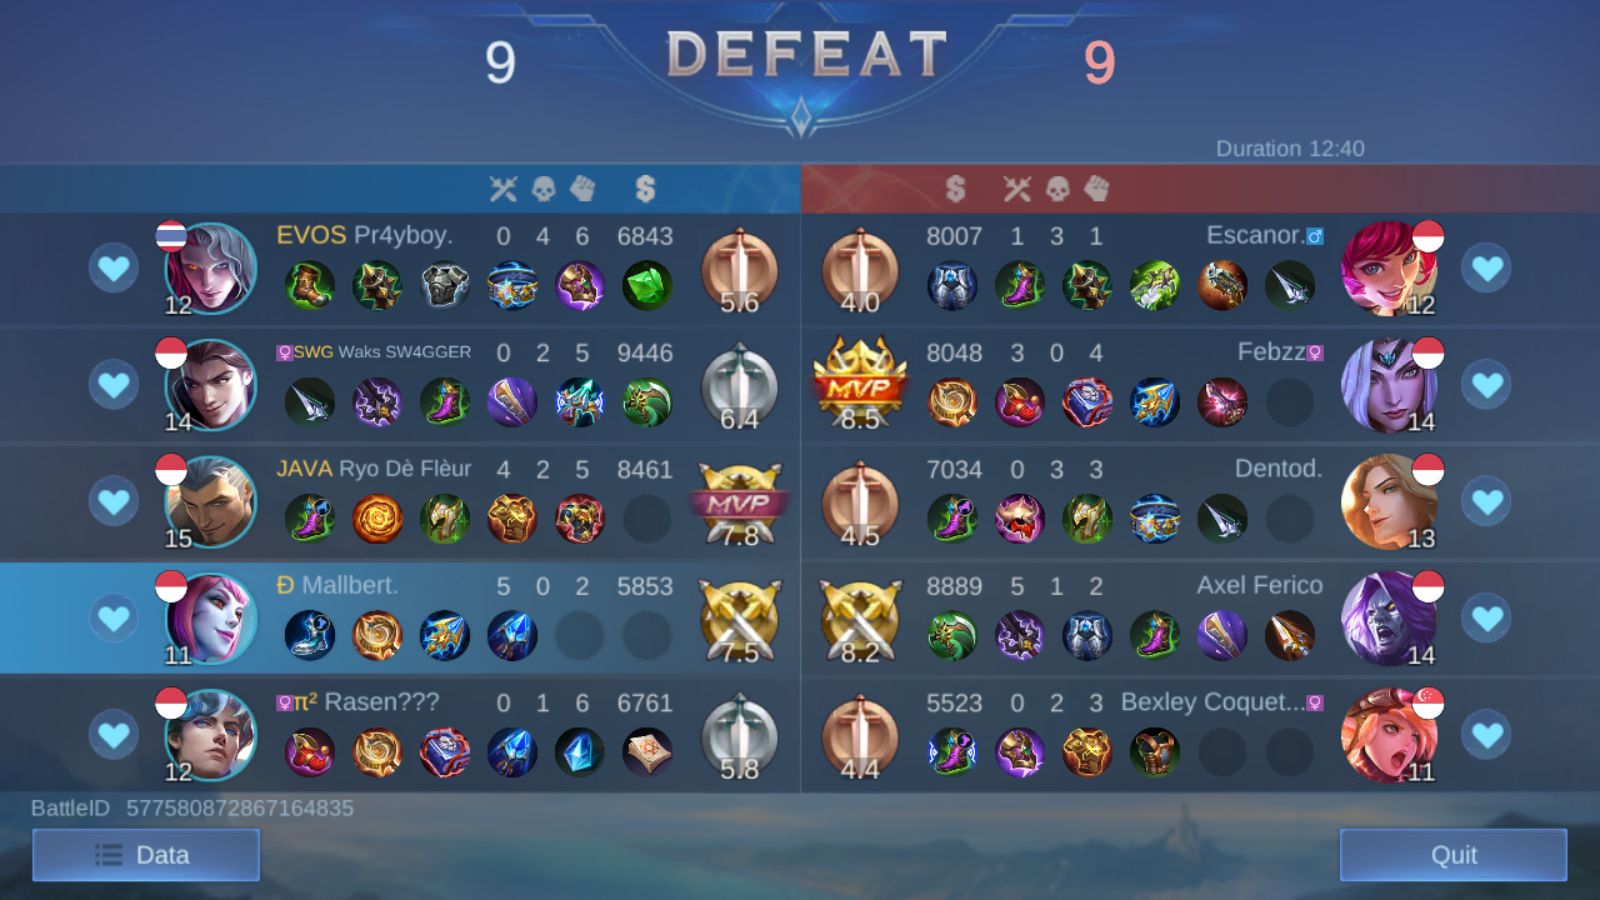 9 DEFEAT 9
Duration 12:40
EVOS Pr4yboy. 0 4 6 6843
12 5.6
8007 1 3 1 Escanor.
4.0 12
SWG Waks SW4GGER 0 2 5 9446
14 6.4
8048 3 0 4 Febzz
MVP 8.5 14
JAVA Ryo Dè Flèur 4 2 5 8461
15 MVP 7.8
7034 0 3 3 Dentod.
4.5 13
Đ Mallbert. 5 0 2 5853
11 7.5
8889 5 1 2 Axel Ferico
8.2 14
π² Rasen??? 0 1 6 6761
12 5.8
5523 0 2 3 Bexley Coquet...
4.4 11
BattleID 577580872867164835
Data
Quit